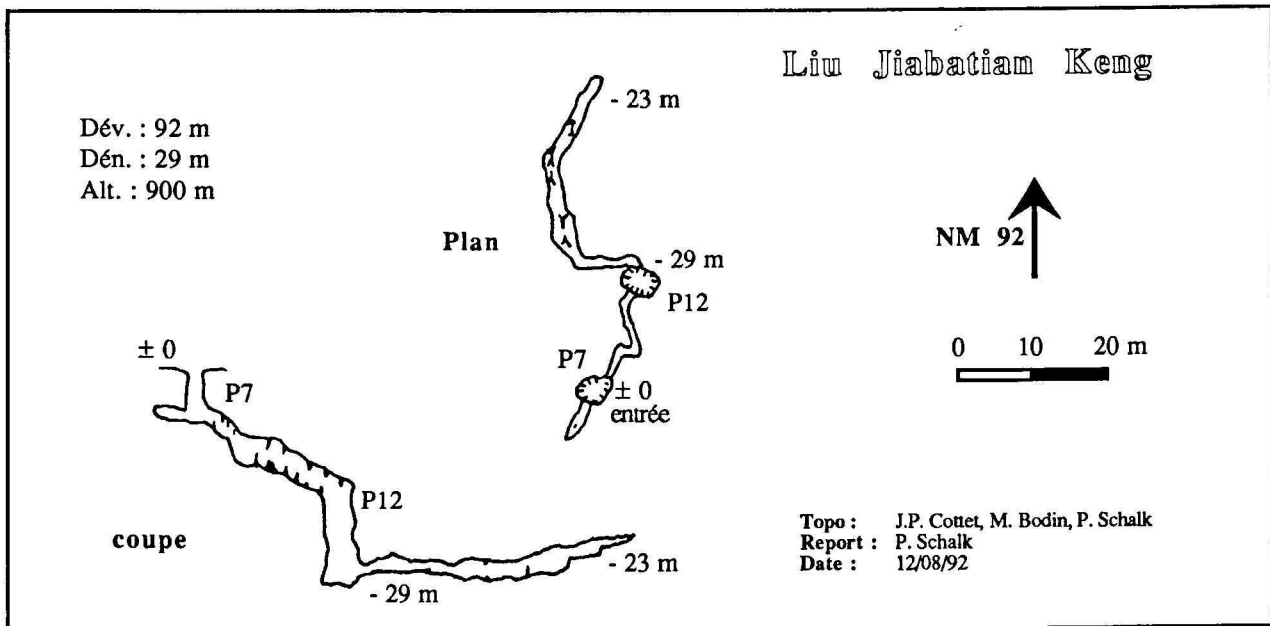 Liu Jiabatian Keng
Dév. : 92 m
Dén. : 29 m
Alt. : 900 m
- 23 m
Plan
NM 92
- 29 m
P12
P7
± 0
entrée
0 10 20 m
± 0
P7
P12
coupe
- 23 m
- 29 m
Topo : J.P. Cottet, M. Bodin, P. Schalk
Report : P. Schalk
Date : 12/08/92